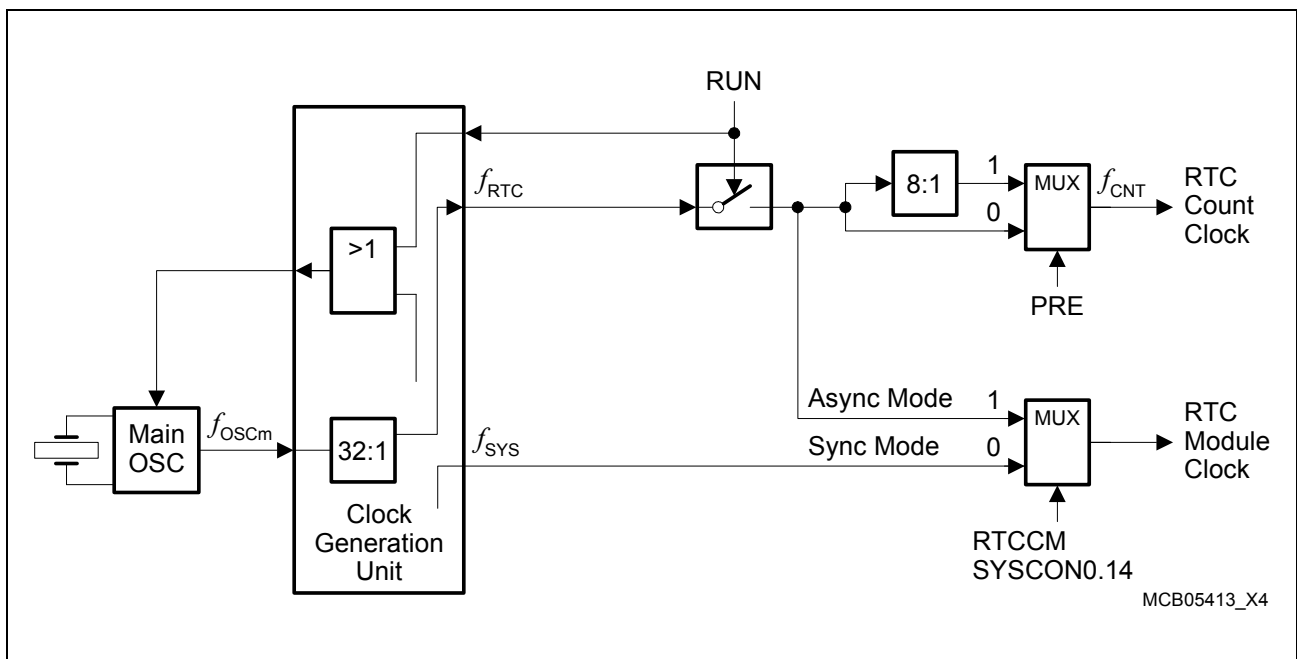 RUN
8:1
1
MUX
fCNT
RTC
Count
Clock
0
PRE
fRTC
>1
Async Mode
1
MUX
RTC
Module
Clock
Sync Mode
0
Main
OSC
fOSCm
32:1
fSYS
Clock
Generation
Unit
RTCCM
SYSCON0.14
MCB05413_X4